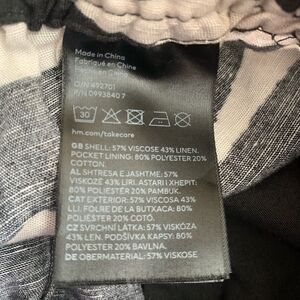 Made in China
Fabriqué en Chine
O/N 492701
P/N 0993840 7
30
hm.com/takecare
GB SHELL: 57% VISCOSE 43% LINEN.
POCKET LINING: 80% POLYESTER 20%
COTTON.
AL SHTRESA E JASHTME: 57%
VISKOZË 43% LIRI. ASTARI I XHEPIT:
80% POLIESTËR 20% PAMBUK.
CAT EXTERIOR: 57% VISCOSA 43%
LLI. FOLRE DE LA BUTXACA: 80%
POLIÈSTER 20% COTÓ.
CZ SVRCHNÍ LÁTKA: 57% VISKÓZA
43% LEN. PODŠÍVKA KAPSY: 80%
POLYESTER 20% BAVLNA.
DE OBERMATERIAL: 57% VISKOSE